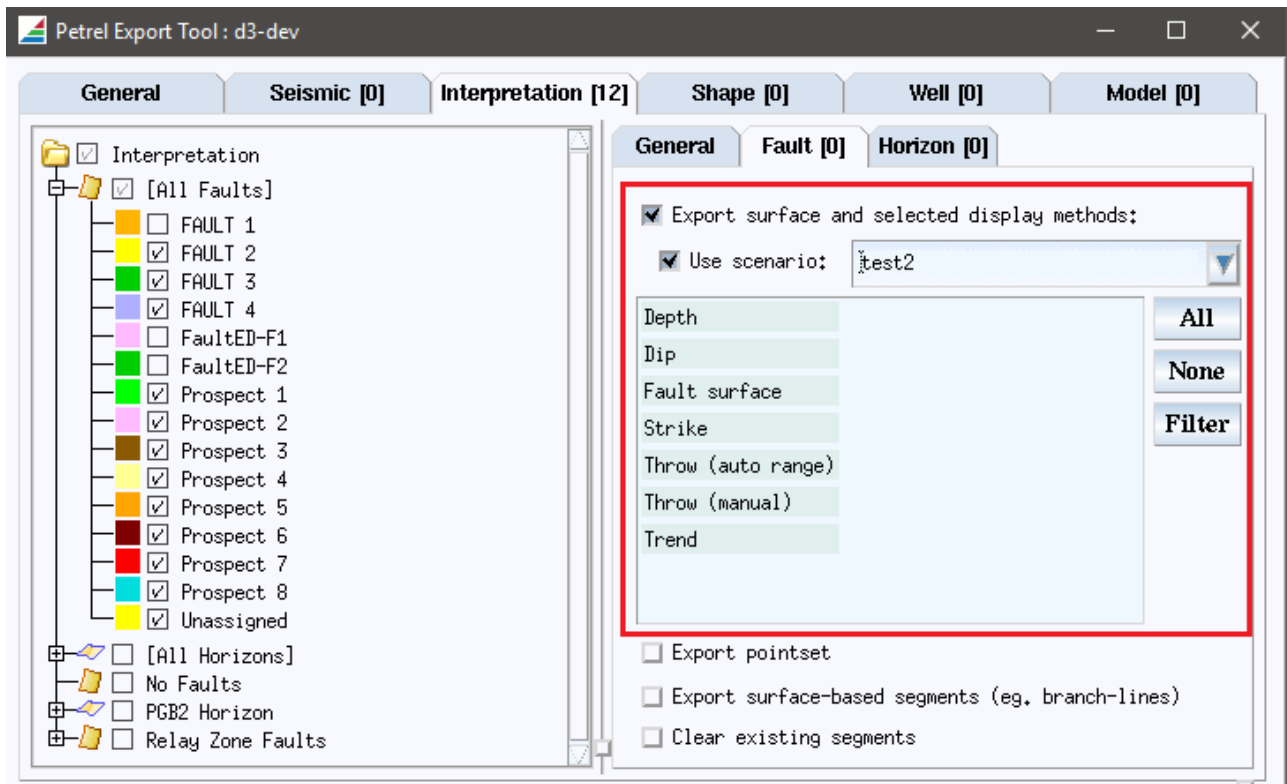 Petrel Export Tool : d3-dev
General Seismic [0] Interpretation [12] Shape [0] Well [0] Model [0]
Interpretation
[All Faults]
FAULT 1
FAULT 2
FAULT 3
FAULT 4
FaultED-F1
FaultED-F2
Prospect 1
Prospect 2
Prospect 3
Prospect 4
Prospect 5
Prospect 6
Prospect 7
Prospect 8
Unassigned
[All Horizons]
No Faults
PGB2 Horizon
Relay Zone Faults
General Fault [0] Horizon [0]
Export surface and selected display methods:
Use scenario: test2
Depth
Dip
Fault surface
Strike
Throw (auto range)
Throw (manual)
Trend
All
None
Filter
Export pointset
Export surface-based segments (eg. branch-lines)
Clear existing segments